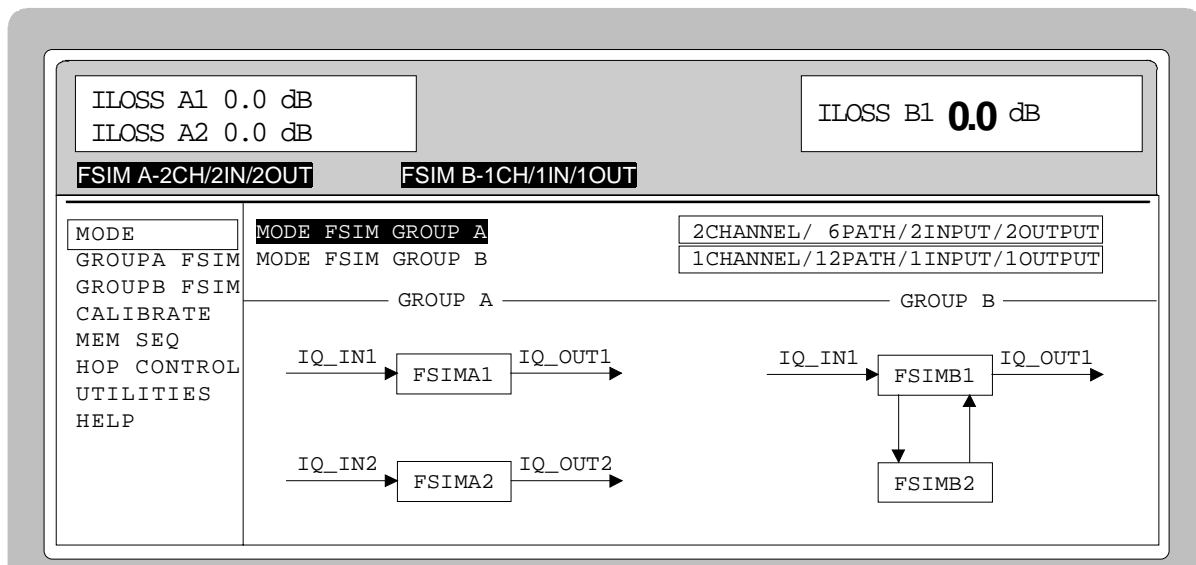 ILOSS A1 0.0 dB
ILOSS A2 0.0 dB
ILOSS B1 0.0 dB
FSIM A-2CH/2IN/2OUT
FSIM B-1CH/1IN/1OUT
MODE
GROUPA FSIM
GROUPB FSIM
CALIBRATE
MEM SEQ
HOP CONTROL
UTILITIES
HELP
MODE FSIM GROUP A
2CHANNEL/ 6PATH/2INPUT/2OUTPUT
MODE FSIM GROUP B
1CHANNEL/12PATH/1INPUT/1OUTPUT
GROUP A
GROUP B
IQ_IN1
FSIMA1
IQ_OUT1
IQ_IN2
FSIMA2
IQ_OUT2
IQ_IN1
FSIMB1
IQ_OUT1
FSIMB2